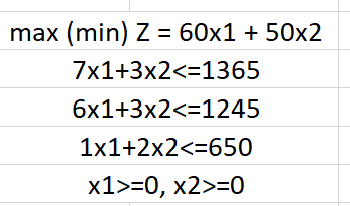 max (min) Z = 60x1 + 50x2
7x1+3x2<=1365
6x1+3x2<=1245
1x1+2x2<=650
x1>=0, x2>=0